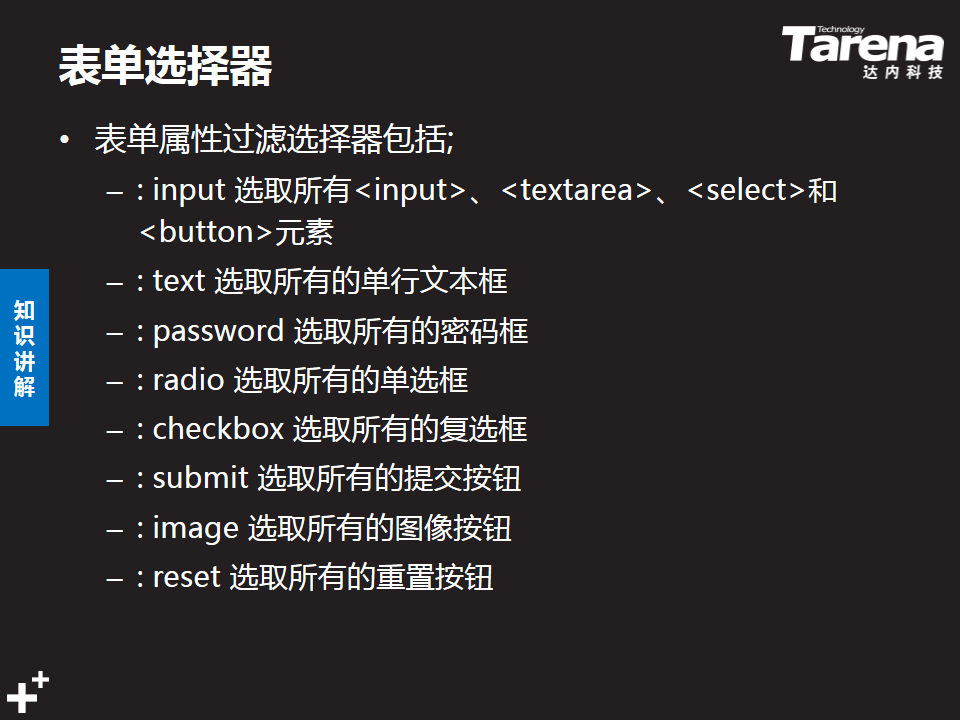 表单选择器
Technology
Tarena
达内科技
• 表单属性过滤选择器包括;
– : input 选取所有<input>、<textarea>、<select>和
<button>元素
– : text 选取所有的单行文本框
– : password 选取所有的密码框
– : radio 选取所有的单选框
– : checkbox 选取所有的复选框
– : submit 选取所有的提交按钮
– : image 选取所有的图像按钮
– : reset 选取所有的重置按钮
知
识
讲
解